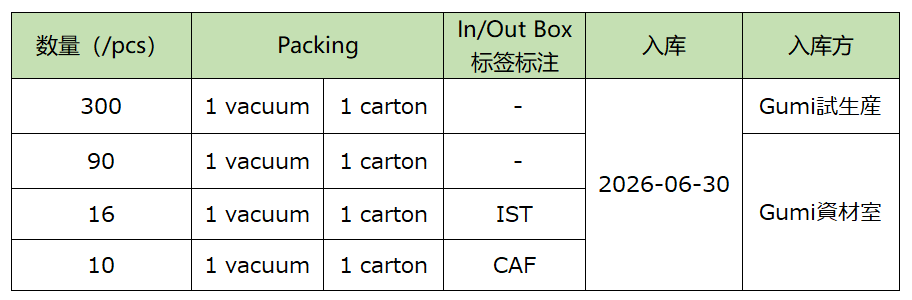 数量（/pcs） Packing In/Out Box 标签标注 入库 入库方
300 1 vacuum 1 carton - 2026-06-30 Gumi試生産
90 1 vacuum 1 carton - Gumi資材室
16 1 vacuum 1 carton IST
10 1 vacuum 1 carton CAF